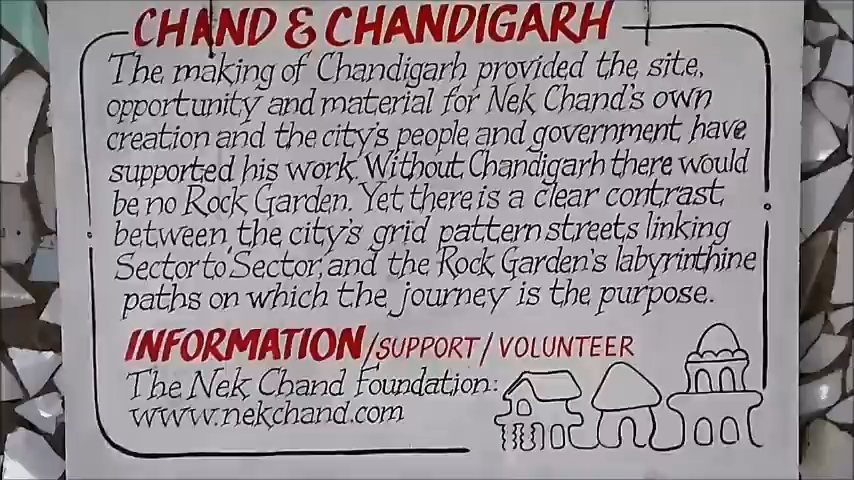 CHAND & CHANDIGARH
The making of Chandigarh provided the site,
opportunity and material for Nek Chand's own
creation and the city's people and government have
supported his work. Without Chandigarh there would
be no Rock Garden. Yet there is a clear contrast
between the city's grid pattern streets linking
Sector to Sector, and the Rock Garden's labyrinthine
paths on which the journey is the purpose.
INFORMATION/SUPPORT/VOLUNTEER
The Nek Chand Foundation:
www.nekchand.com